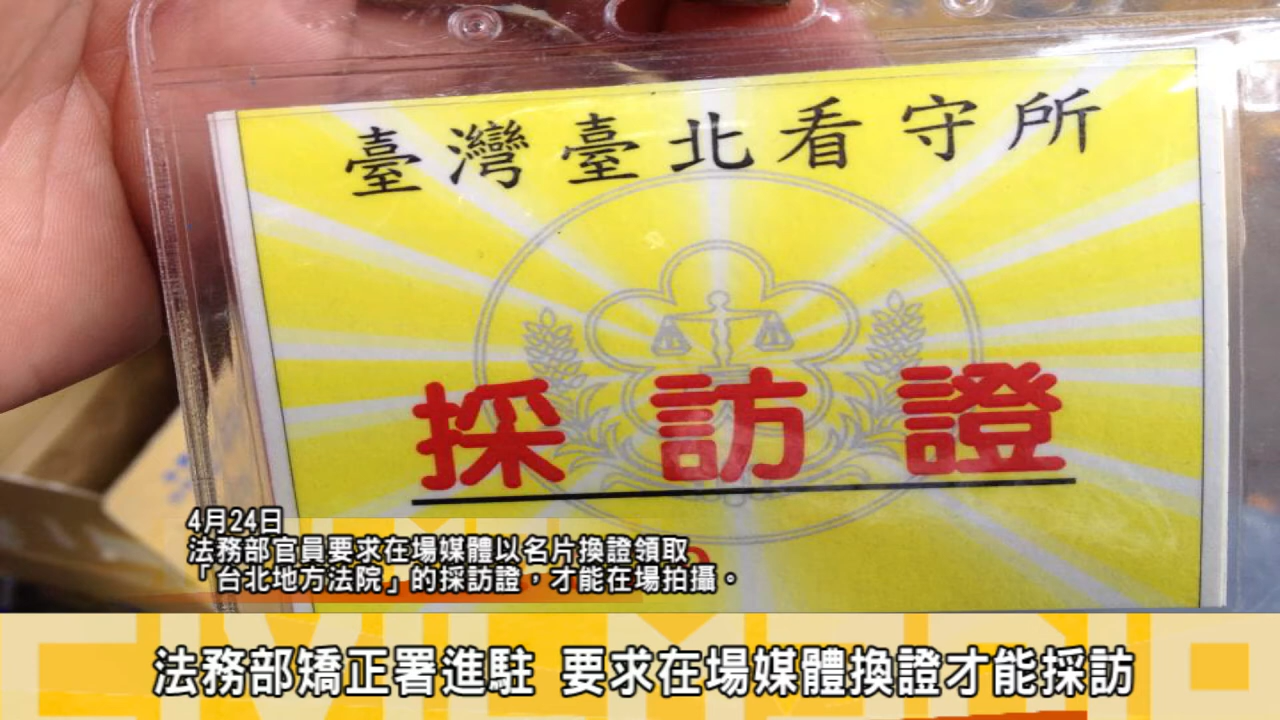 臺灣臺北看守所
採訪證
4月24日
法務部官員要求在場媒體以名片換證領取
「台北地方法院」的採訪證，才能在場拍攝。
法務部矯正署進駐 要求在場媒體換證才能採訪